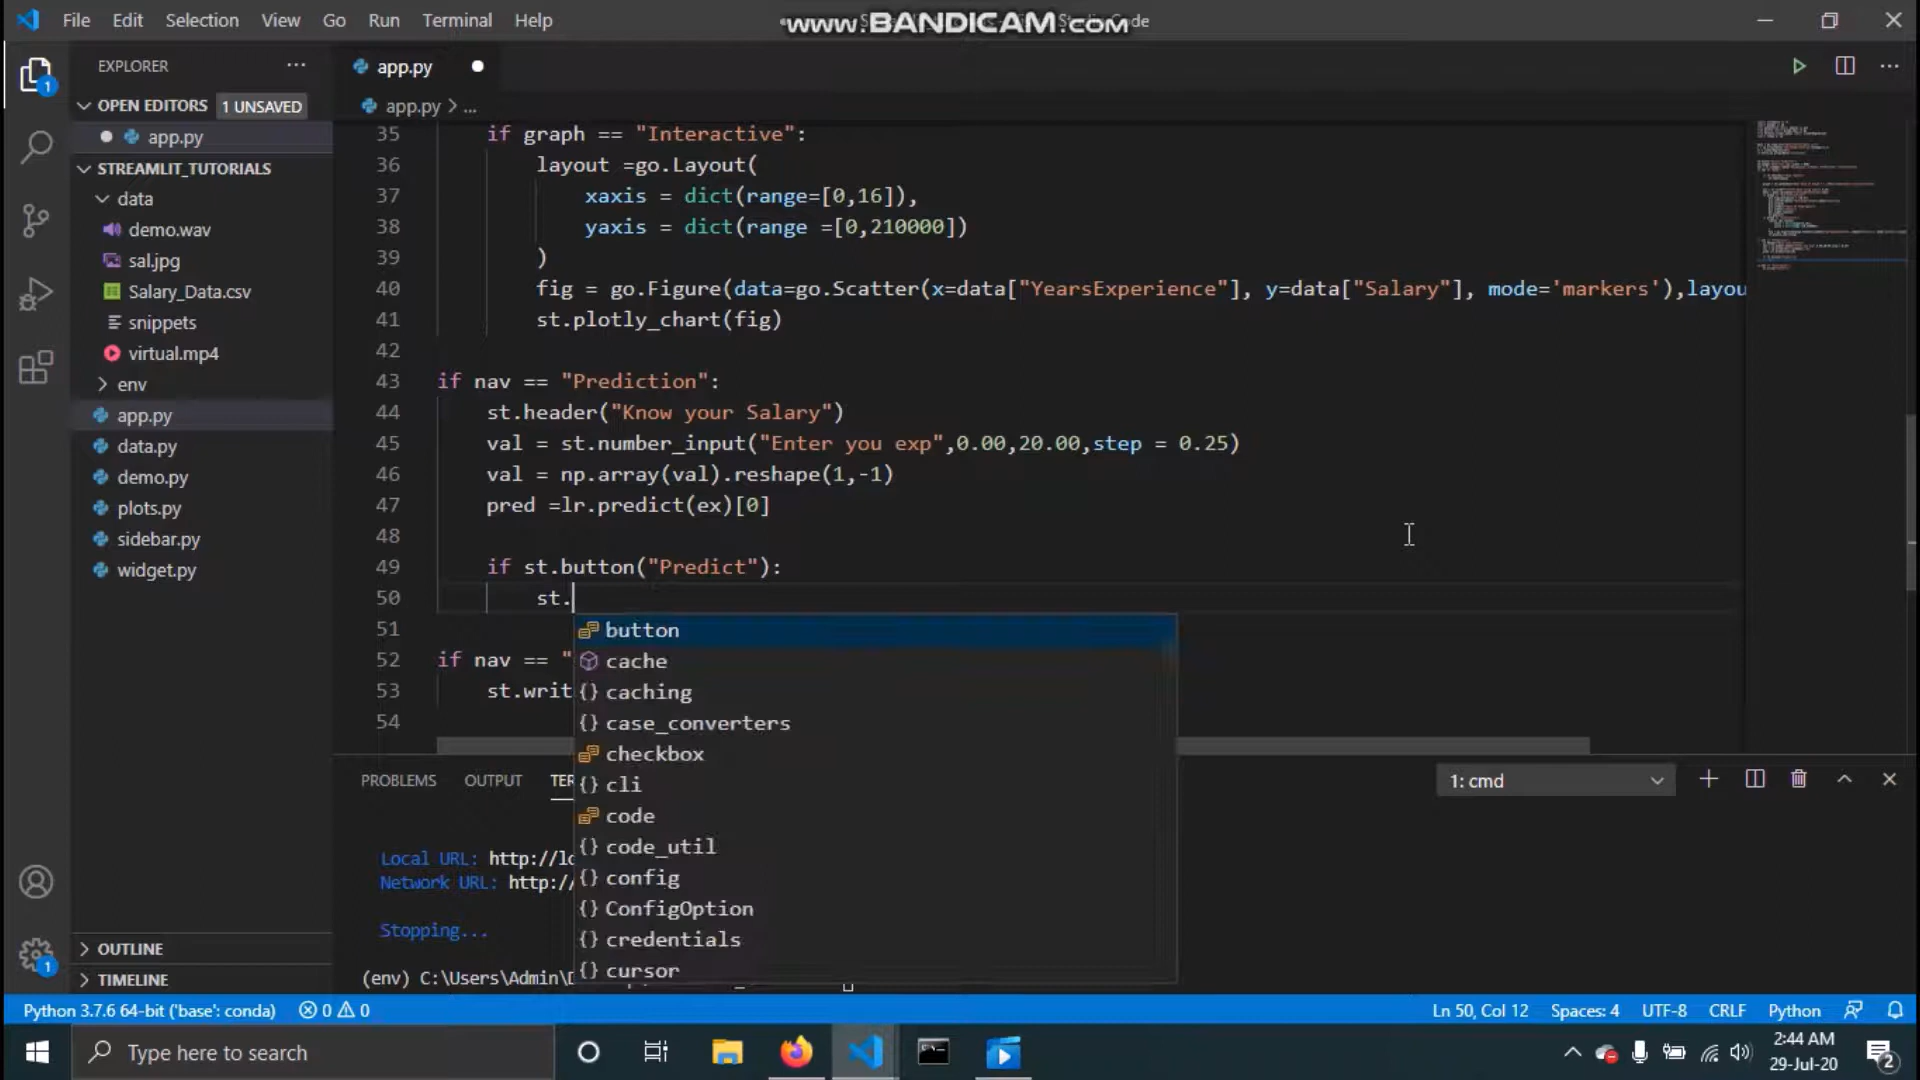 File Edit Selection View Go Run Terminal Help
www.BANDICAM.com
Code
EXPLORER
OPEN EDITORS 1 UNSAVED
app.py
STREAMLIT_TUTORIALS
data
demo.wav
sal.jpg
Salary_Data.csv
snippets
virtual.mp4
env
app.py
data.py
demo.py
plots.py
sidebar.py
widget.py
OUTLINE
TIMELINE
app.py
app.py > ...
35 if graph == "Interactive":
36 layout =go.Layout(
37 xaxis = dict(range=[0,16]),
38 yaxis = dict(range =[0,210000])
39 )
40 fig = go.Figure(data=go.Scatter(x=data["YearsExperience"], y=data["Salary"], mode='markers'),layou
41 st.plotly_chart(fig)
42
43 if nav == "Prediction":
44 st.header("Know your Salary")
45 val = st.number_input("Enter you exp",0.00,20.00,step = 0.25)
46 val = np.array(val).reshape(1,-1)
47 pred =lr.predict(ex)[0]
48
49 if st.button("Predict"):
50 st.
51
52 if nav == "
53 st.writ
54
button
cache
caching
case_converters
checkbox
cli
code
code_util
config
ConfigOption
credentials
cursor
PROBLEMS OUTPUT TER
1: cmd
Local URL: http://lo
Network URL: http:/
Stopping...
(env) C:\Users\Admin\D
Python 3.7.6 64-bit ('base': conda) 0 0
Ln 50, Col 12 Spaces: 4 UTF-8 CRLF Python
Type here to search
2:44 AM
29-Jul-20
1
1
2